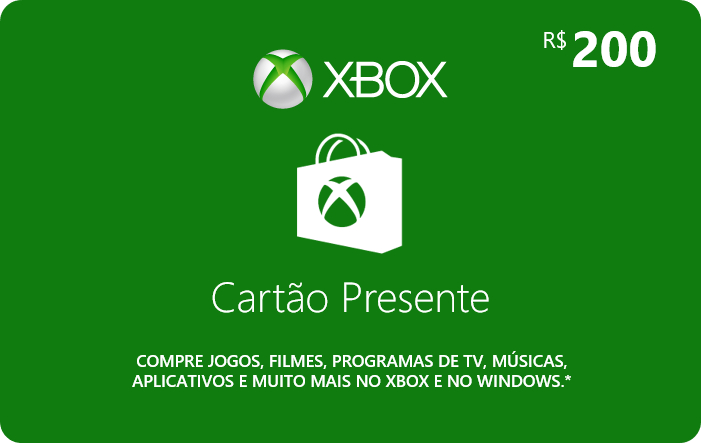 R$ 200
XBOX
Cartão Presente
COMPRE JOGOS, FILMES, PROGRAMAS DE TV, MÚSICAS,
APLICATIVOS E MUITO MAIS NO XBOX E NO WINDOWS.*